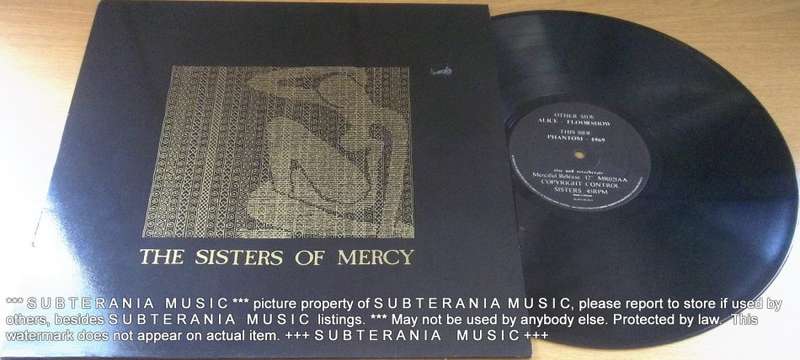 THE SISTERS OF MERCY
OTHER SIDE
ALICE - FLOORSHOW
THIS SIDE
PHANTOM - 1969
Merciful Release 12" MR021AA
COPYRIGHT CONTROL
SISTERS 45RPM
*** S U B T E R A N I A M U S I C *** picture property of S U B T E R A N I A M U S I C, please report to store if used by
others, besides S U B T E R A N I A M U S I C listings. *** May not be used by anybody else. Protected by law. This
watermark does not appear on actual item. +++ S U B T E R A N I A M U S I C +++